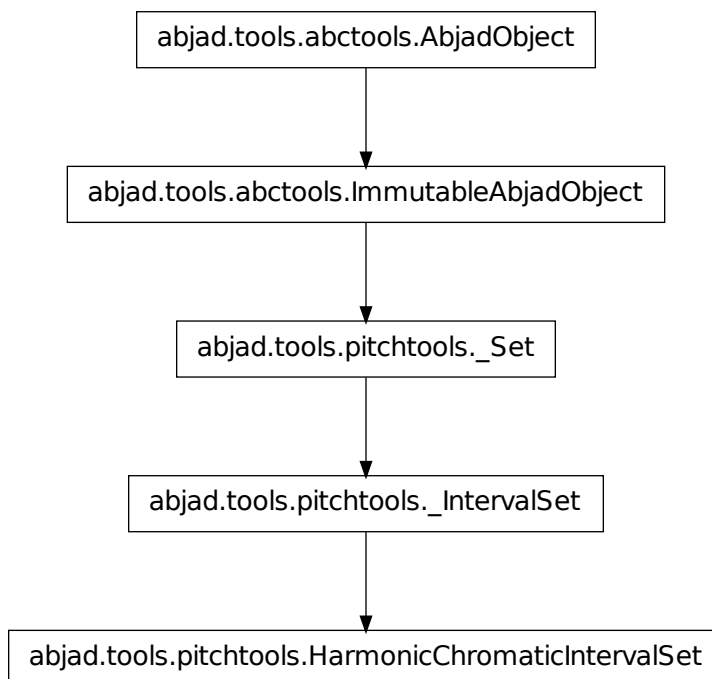 abjad.tools.abctools.AbjadObject
abjad.tools.abctools.ImmutableAbjadObject
abjad.tools.pitchtools._Set
abjad.tools.pitchtools._IntervalSet
abjad.tools.pitchtools.HarmonicChromaticIntervalSet